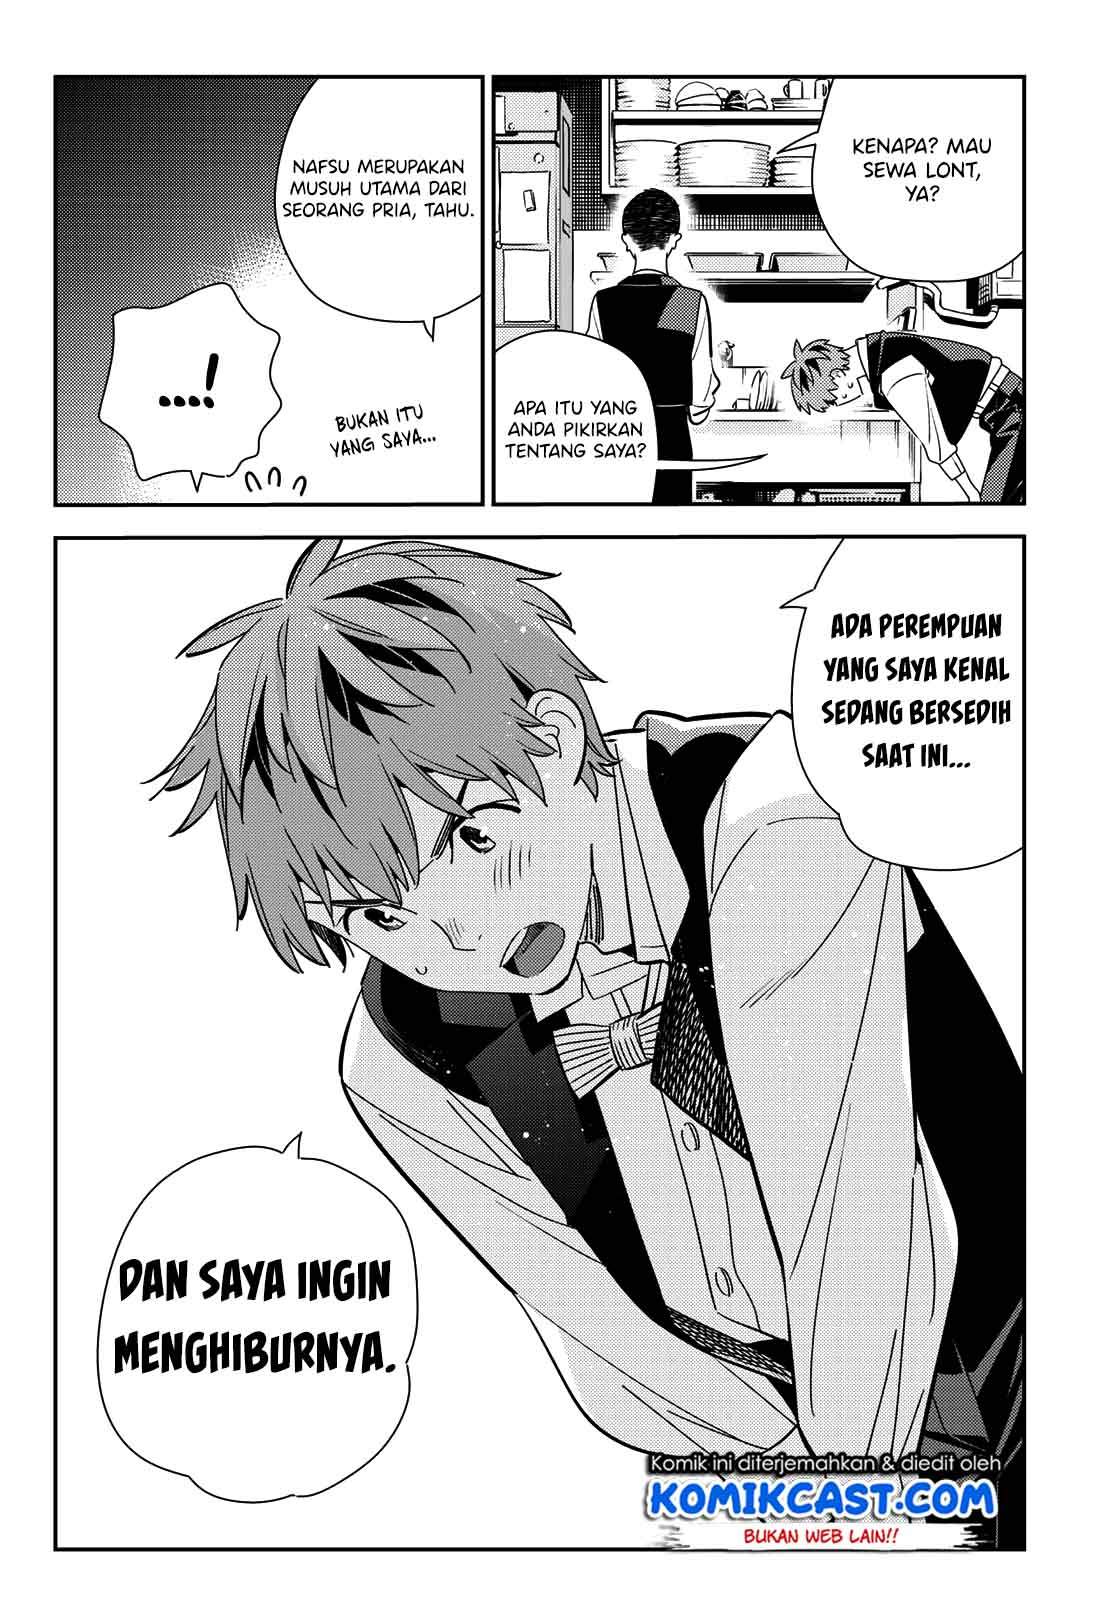 KENAPA? MAU
SEWA LONT,
YA?
APA ITU YANG
ANDA PIKIRKAN
TENTANG SAYA?
NAFSU MERUPAKAN
MUSUH UTAMA DARI
SEORANG PRIA, TAHU.
....!
BUKAN ITU
YANG SAYA...
ADA PEREMPUAN
YANG SAYA KENAL
SEDANG BERSEDIH
SAAT INI...
DAN SAYA INGIN
MENGHIBURNYA.
Komik ini diterjemahkan & diedit oleh
KOMIKCAST.COM
BUKAN WEB LAIN!!